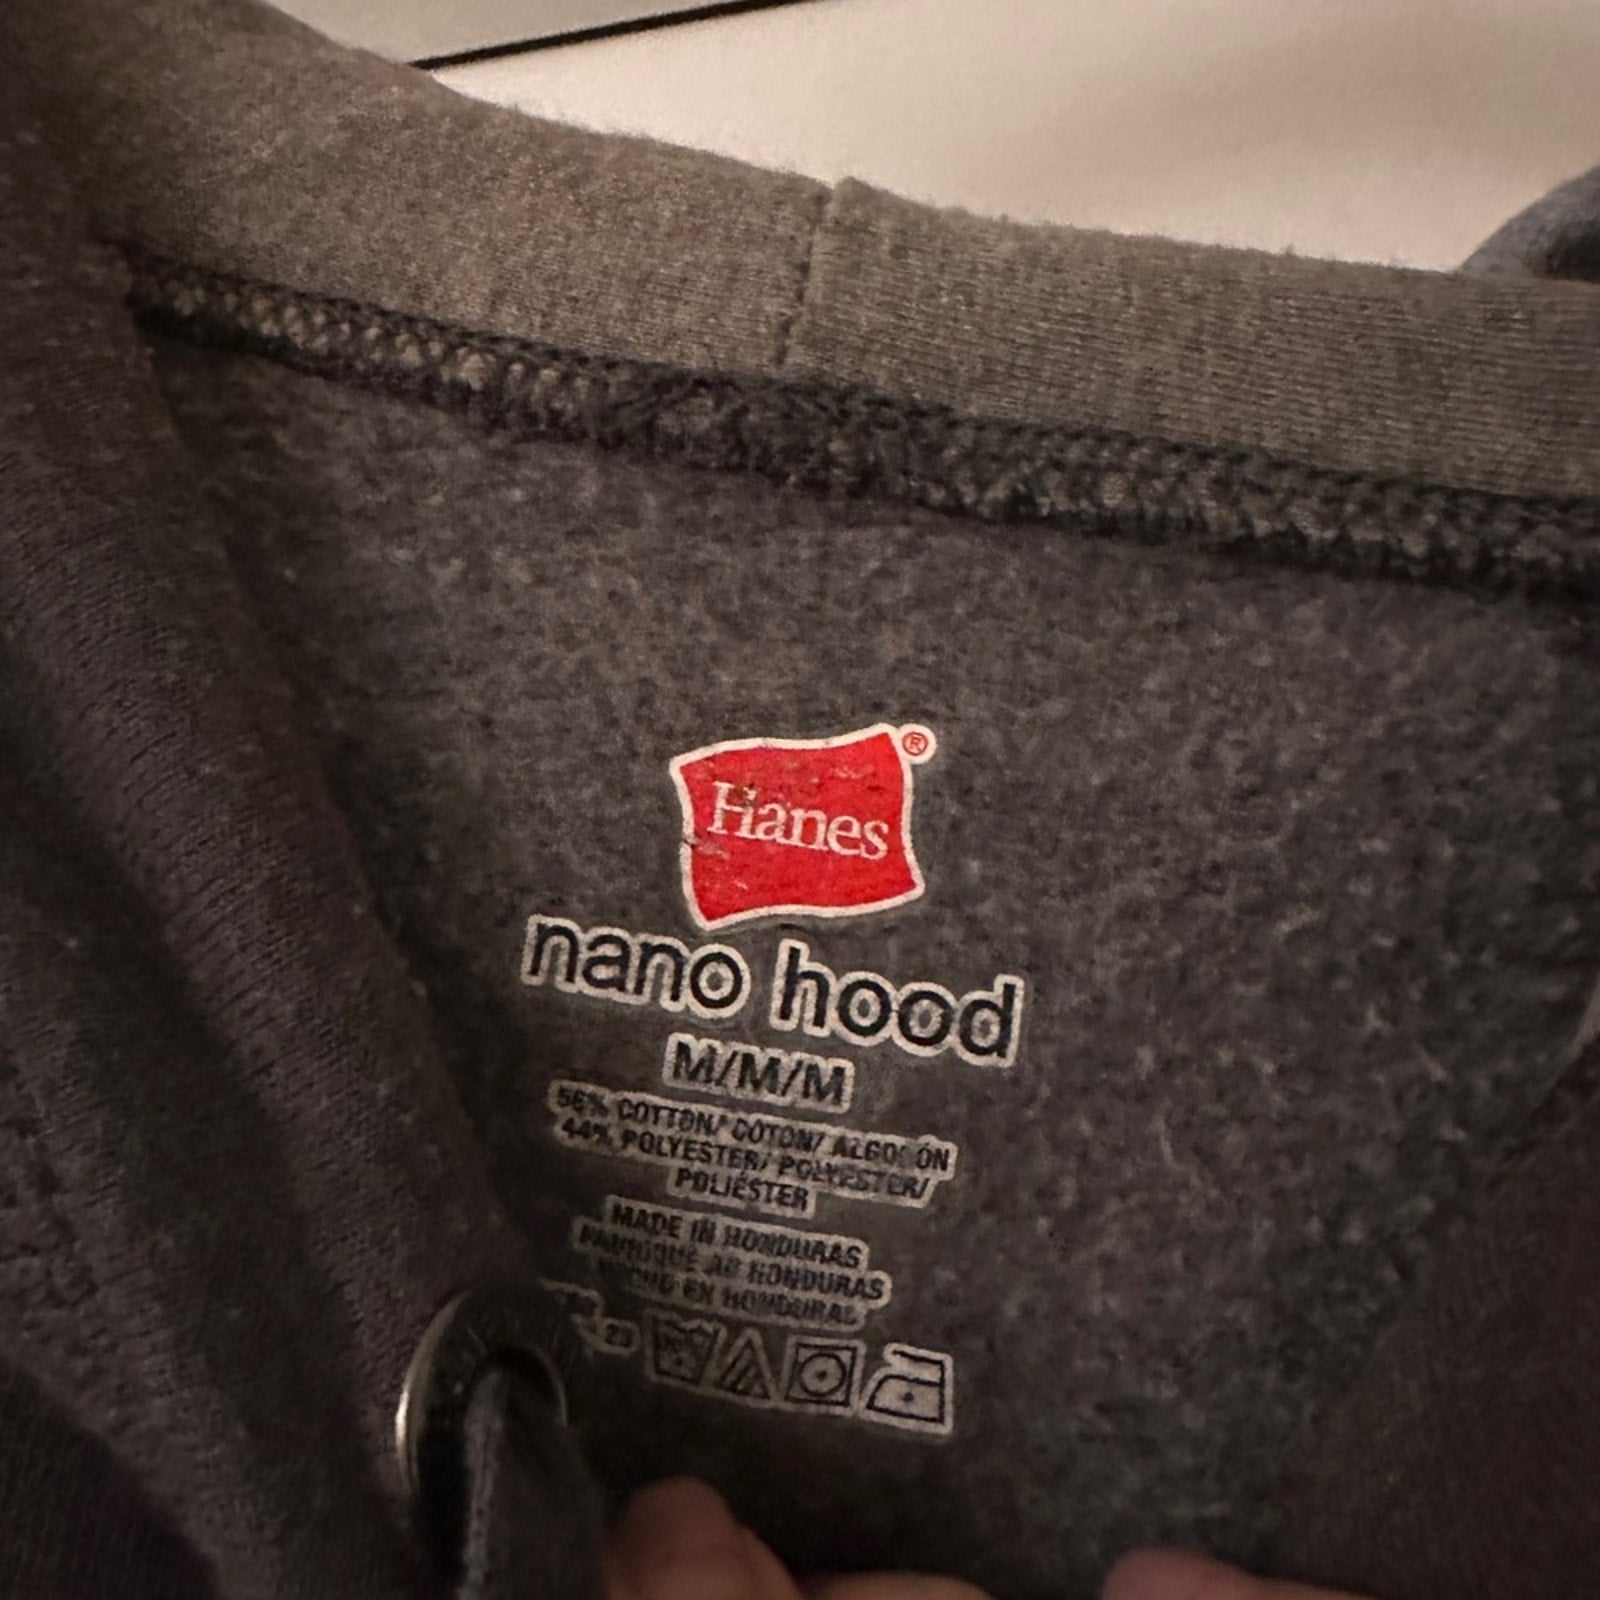 Hanes®
nano hood
M/M/M
56% COTTON/ COTON/ ALGODÓN
44% POLYESTER/ POLYESTER/
POLIÉSTER
MADE IN HONDURAS
FABRIQUÉ AU HONDURAS
HECHO EN HONDURAS